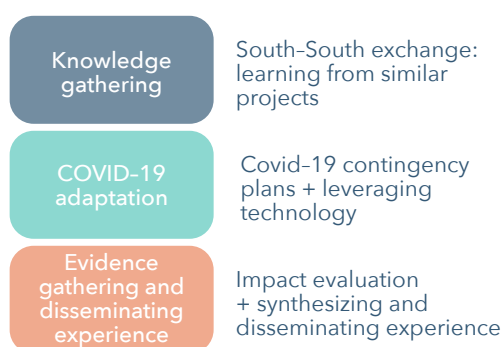 Knowledge
gathering
South–South exchange:
learning from similar
projects
COVID–19
adaptation
Covid–19 contingency
plans + leveraging
technology
Evidence
gathering and
disseminating
experience
Impact evaluation
+ synthesizing and
disseminating experience